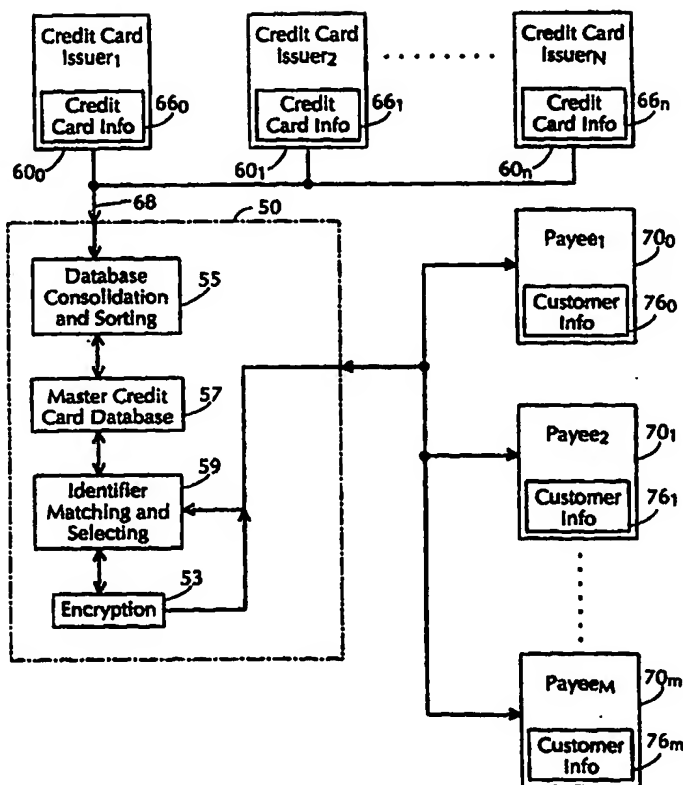 Credit Card
Issuer₁
Credit
Card Info
66₀
60₀
Credit Card
Issuer₂
Credit
Card Info
66₁
60₁
Credit Card
Issuer_N
Credit
Card Info
66ₙ
60ₙ
68
50
Database
Consolidation
and Sorting
55
Master Credit
Card Database
57
59
Identifier
Matching and
Selecting
53
Encryption
Payee₁
70₀
Customer
Info
76₀
Payee₂
70₁
Customer
Info
76₁
Payee_M
70ₘ
Customer
Info
76ₘ